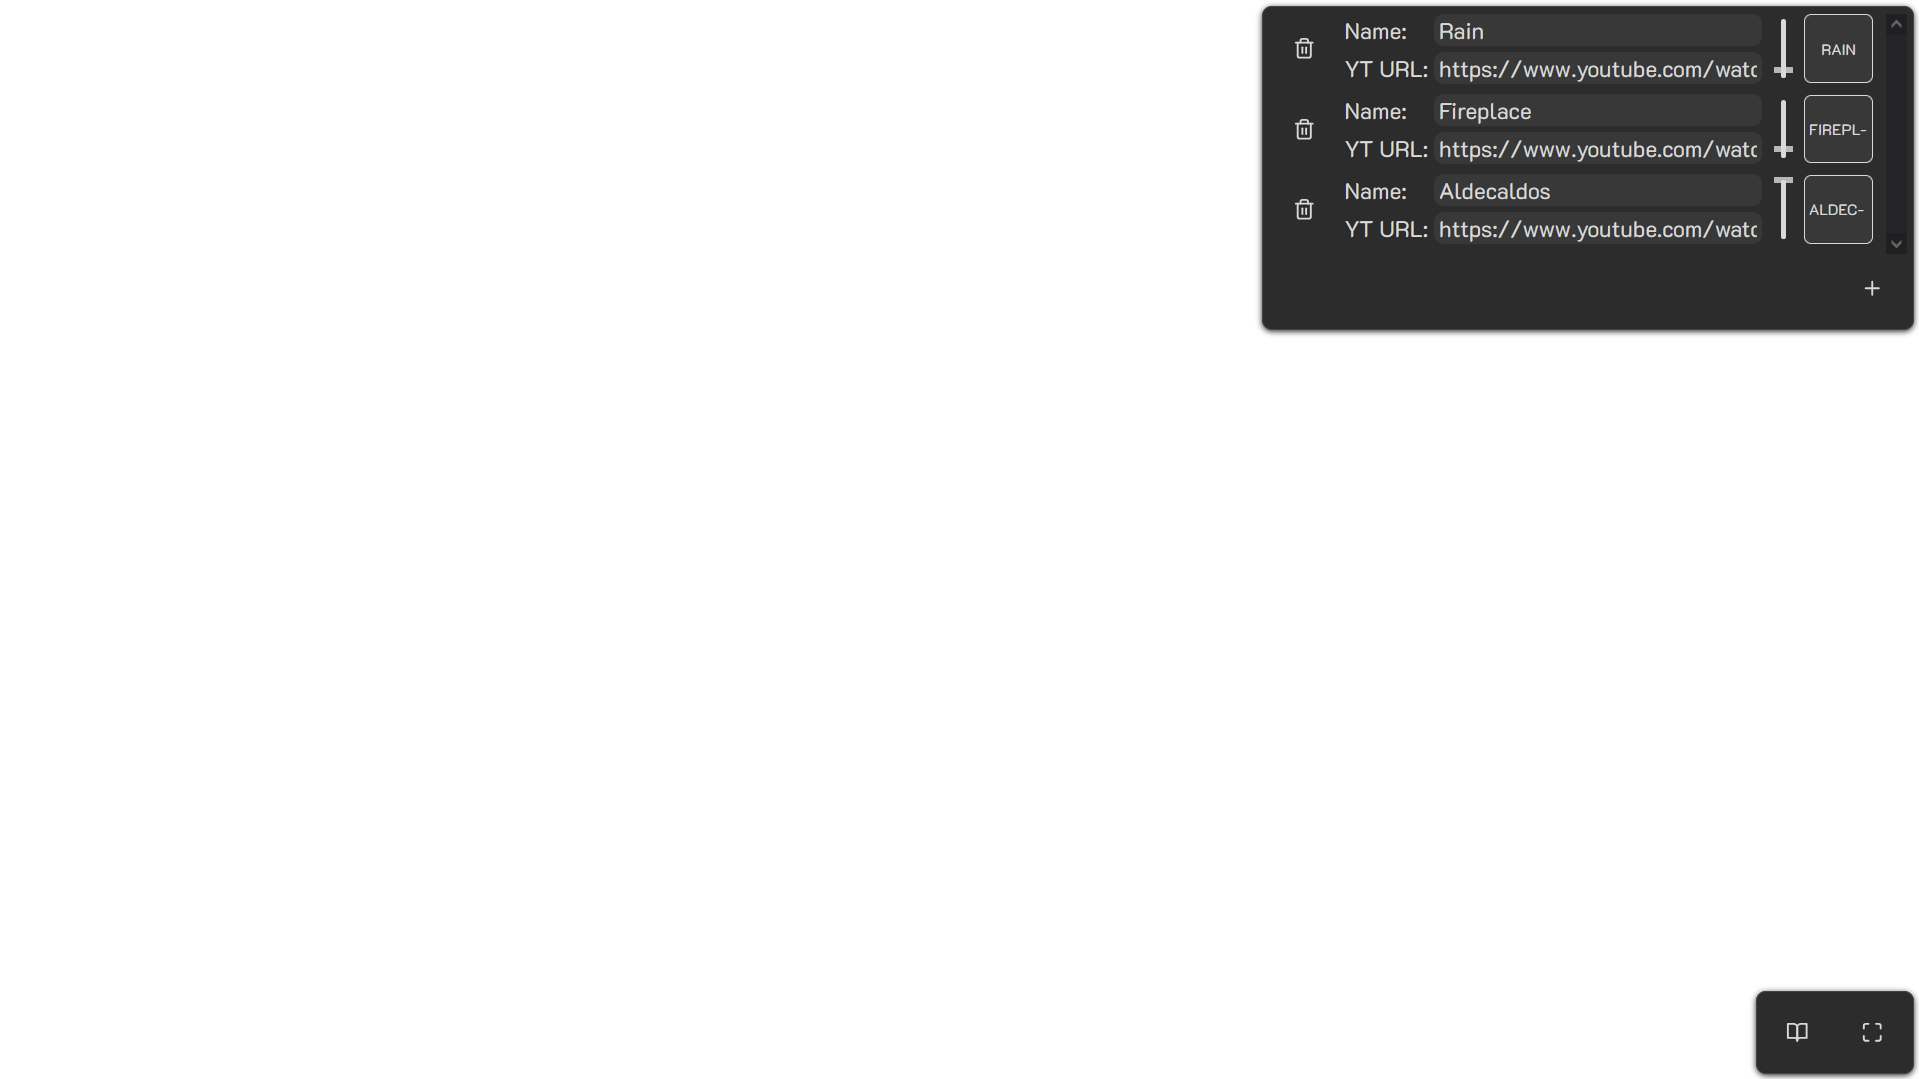 Name: Rain
YT URL: https://www.youtube.com/watc
RAIN
Name: Fireplace
YT URL: https://www.youtube.com/watc
FIREPL-
Name: Aldecaldos
YT URL: https://www.youtube.com/watc
ALDEC-